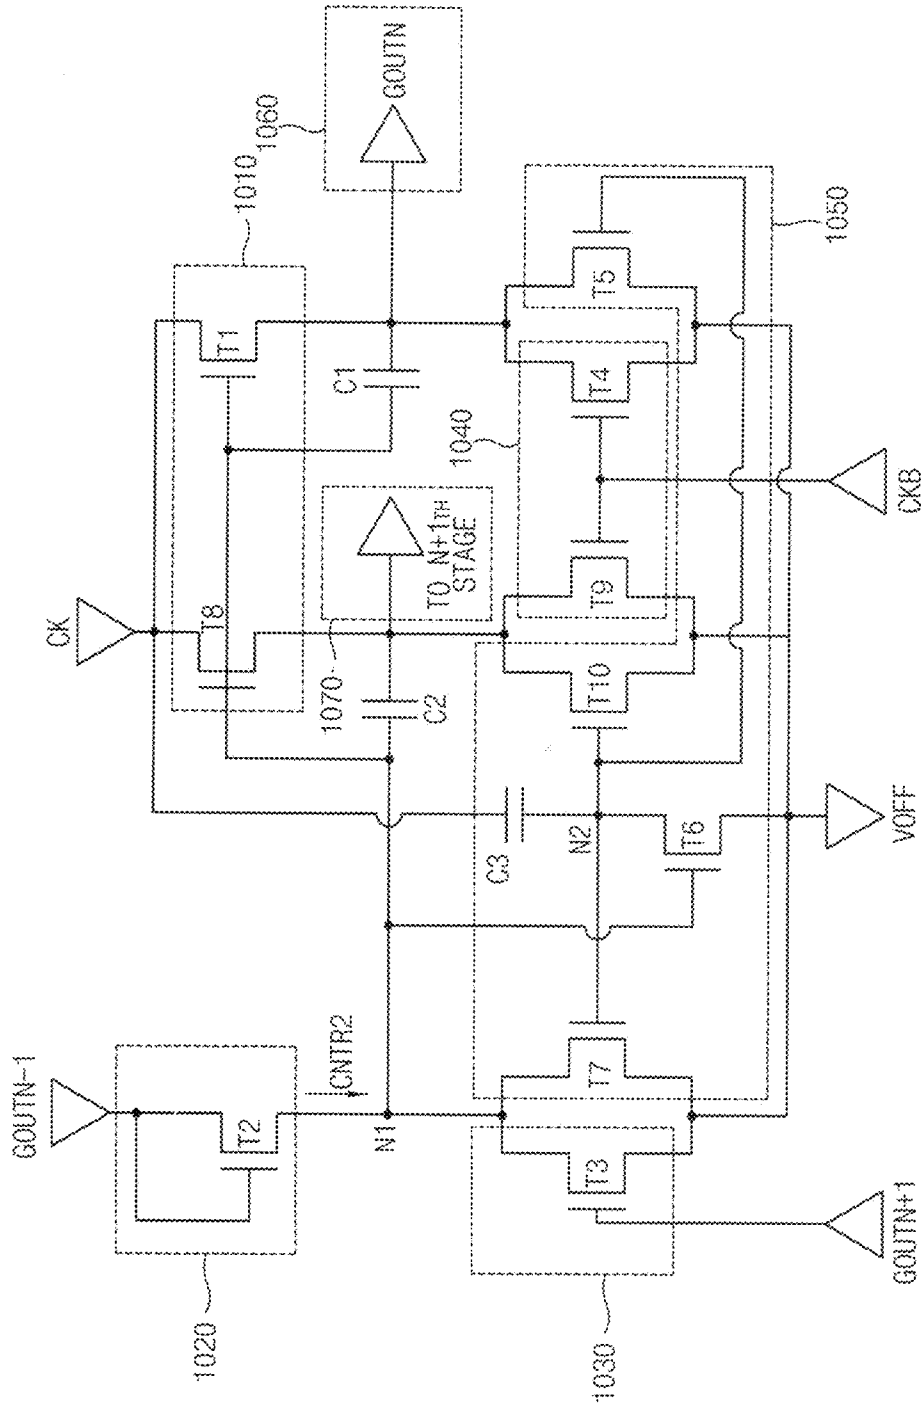 GOUTN-1
1020
T2
CNTR2
N1
1030
T3
T7
GOUTN+1
CK
T8
1010
T1
C1
C2
C3
1070
TO N+1TH
STAGE
1060
GOUTN
1040
T10
T9
T4
T5
1050
N2
T6
VOFF
CKB